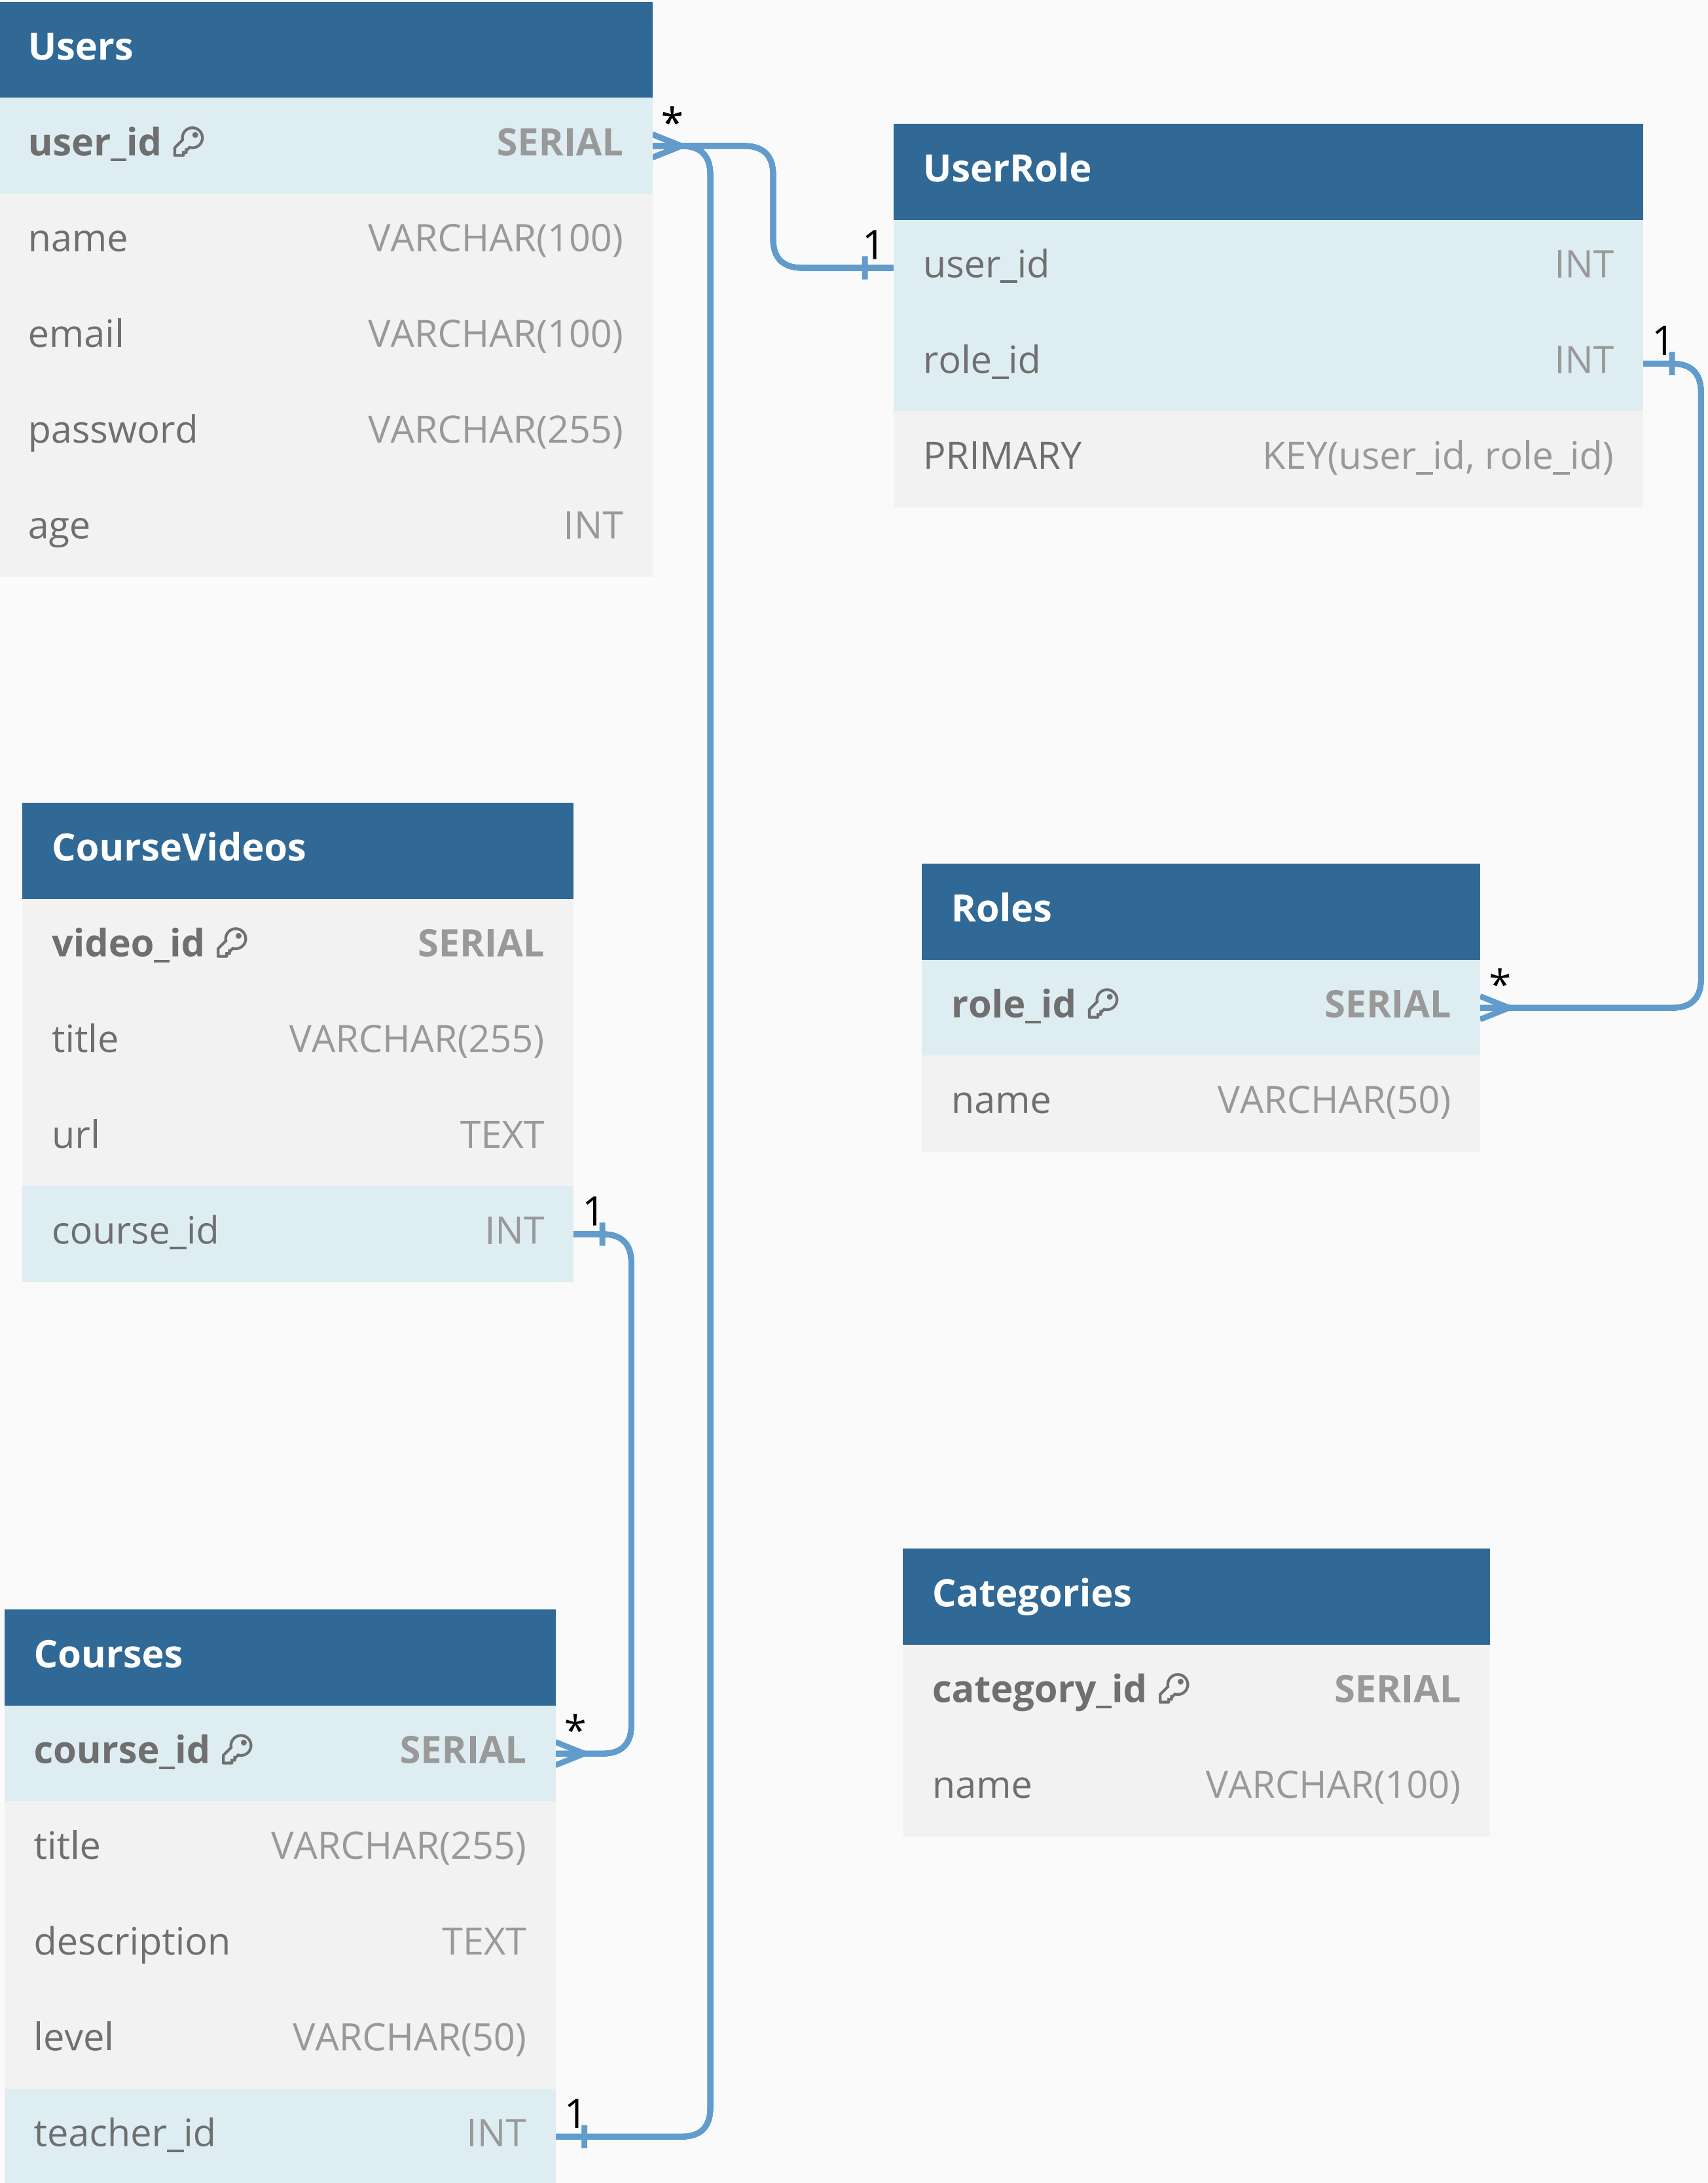 Users
user_id SERIAL
name VARCHAR(100)
email VARCHAR(100)
password VARCHAR(255)
age INT
*
1
UserRole
user_id INT
role_id INT
PRIMARY KEY(user_id, role_id)
1
CourseVideos
video_id SERIAL
title VARCHAR(255)
url TEXT
course_id INT
1
Roles
role_id SERIAL
name VARCHAR(50)
*
Courses
course_id SERIAL
title VARCHAR(255)
description TEXT
level VARCHAR(50)
teacher_id INT
*
1
Categories
category_id SERIAL
name VARCHAR(100)